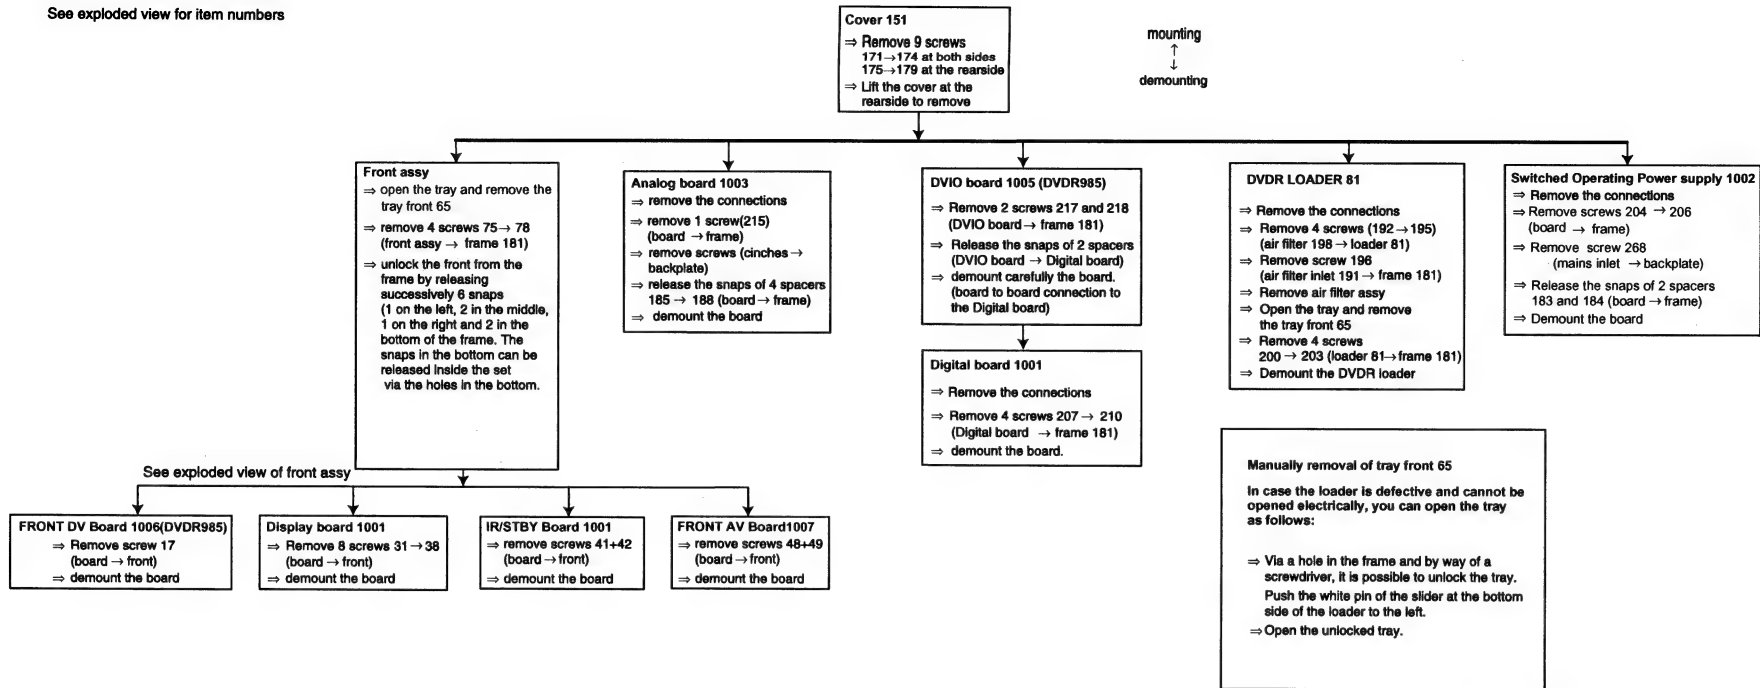 See exploded view for item numbers
Cover 151
⇒ Remove 9 screws
171→174 at both sides
175→179 at the rearside
⇒ Lift the cover at the
rearside to remove
mounting
↑
↓
demounting
Front assy
⇒ open the tray and remove the
tray front 65
⇒ remove 4 screws 75→ 78
(front assy → frame 181)
⇒ unlock the front from the
frame by releasing
successively 6 snaps
(1 on the left, 2 in the middle,
1 on the right and 2 in the
bottom of the frame. The
snaps in the bottom can be
released inside the set
via the holes in the bottom.
Analog board 1003
⇒ remove the connections
⇒ remove 1 screw(215)
(board → frame)
⇒ remove screws (cinches →
backplate)
⇒ release the snaps of 4 spacers
185 → 188 (board → frame)
⇒ demount the board
DVIO board 1005 (DVDR985)
⇒ Remove 2 screws 217 and 218
(DVIO board → frame 181)
⇒ Release the snaps of 2 spacers
(DVIO board → Digital board)
⇒ demount carefully the board.
(board to board connection to
the Digital board)
Digital board 1001
⇒ Remove the connections
⇒ Remove 4 screws 207 → 210
(Digital board → frame 181)
⇒ demount the board.
DVDR LOADER 81
⇒ Remove the connections
⇒ Remove 4 screws (192 → 195)
(air filter 198 → loader 81)
⇒ Remove screw 196
(air filter inlet 191 → frame 181)
⇒ Remove air filter assy
⇒ Open the tray and remove
the tray front 65
⇒ Remove 4 screws
200 → 203 (loader 81→ frame 181)
⇒ Demount the DVDR loader
Switched Operating Power supply 1002
⇒ Remove the connections
⇒ Remove screws 204 → 206
(board → frame)
⇒ Remove screw 268
(mains inlet → backplate)
⇒ Release the snaps of 2 spacers
183 and 184 (board → frame)
⇒ Demount the board
See exploded view of front assy
FRONT DV Board 1006(DVDR985)
⇒ Remove screw 17
(board → front)
⇒ demount the board
Display board 1001
⇒ Remove 8 screws 31 → 38
(board → front)
⇒ demount the board
IR/STBY Board 1001
⇒ remove screws 41+42
(board → front)
⇒ demount the board
FRONT AV Board1007
⇒ remove screws 48+49
(board → front)
⇒ demount the board
Manually removal of tray front 65
In case the loader is defective and cannot be
opened electrically, you can open the tray
as follows:
⇒ Via a hole in the frame and by way of a
screwdriver, it is possible to unlock the tray.
Push the white pin of the slider at the bottom
side of the loader to the left.
⇒ Open the unlocked tray.